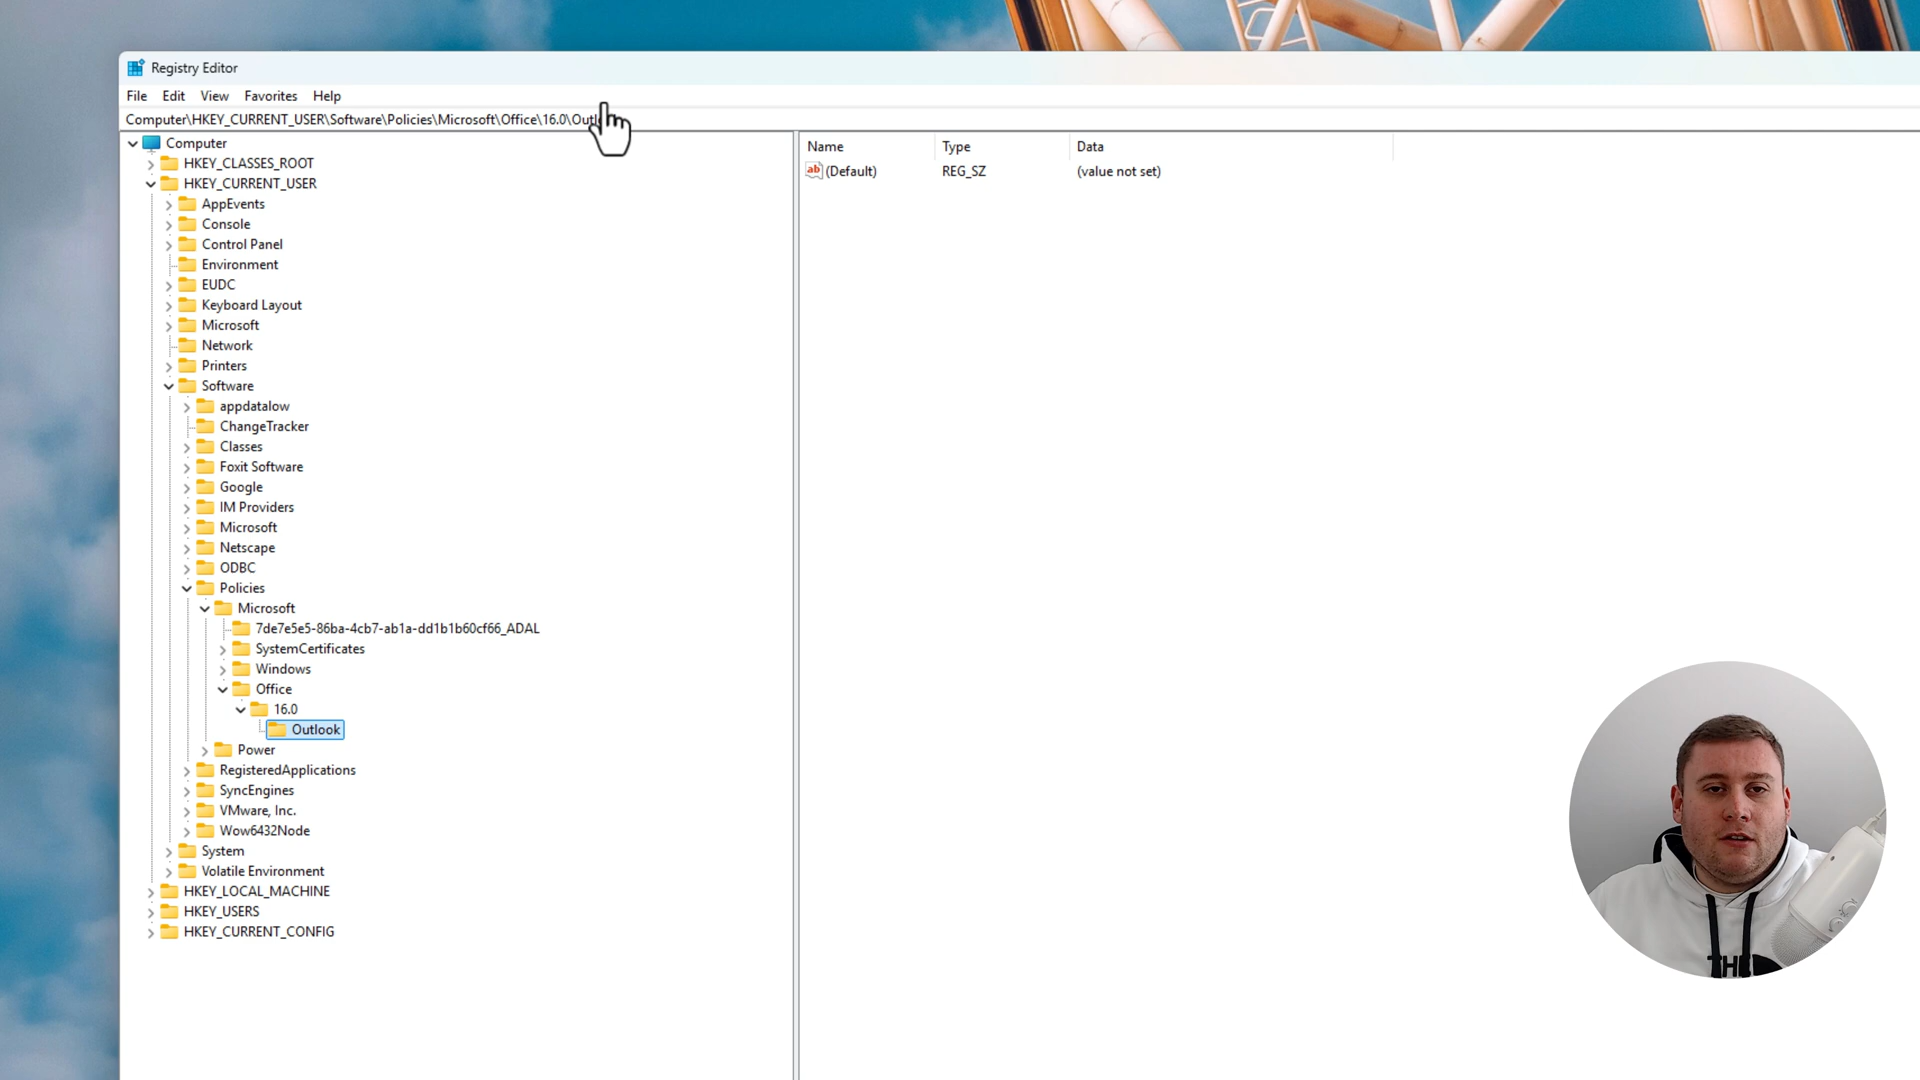 Registry Editor
File Edit View Favorites Help
Computer\HKEY_CURRENT_USER\Software\Policies\Microsoft\Office\16.0\Outl
Computer
HKEY_CLASSES_ROOT
HKEY_CURRENT_USER
AppEvents
Console
Control Panel
Environment
EUDC
Keyboard Layout
Microsoft
Network
Printers
Software
appdatalow
ChangeTracker
Classes
Foxit Software
Google
IM Providers
Microsoft
Netscape
ODBC
Policies
Microsoft
7de7e5e5-86ba-4cb7-ab1a-dd1b1b60cf66_ADAL
SystemCertificates
Windows
Office
16.0
Outlook
Power
RegisteredApplications
SyncEngines
VMware, Inc.
Wow6432Node
System
Volatile Environment
HKEY_LOCAL_MACHINE
HKEY_USERS
HKEY_CURRENT_CONFIG
Name Type Data
ab (Default) REG_SZ (value not set)
THE